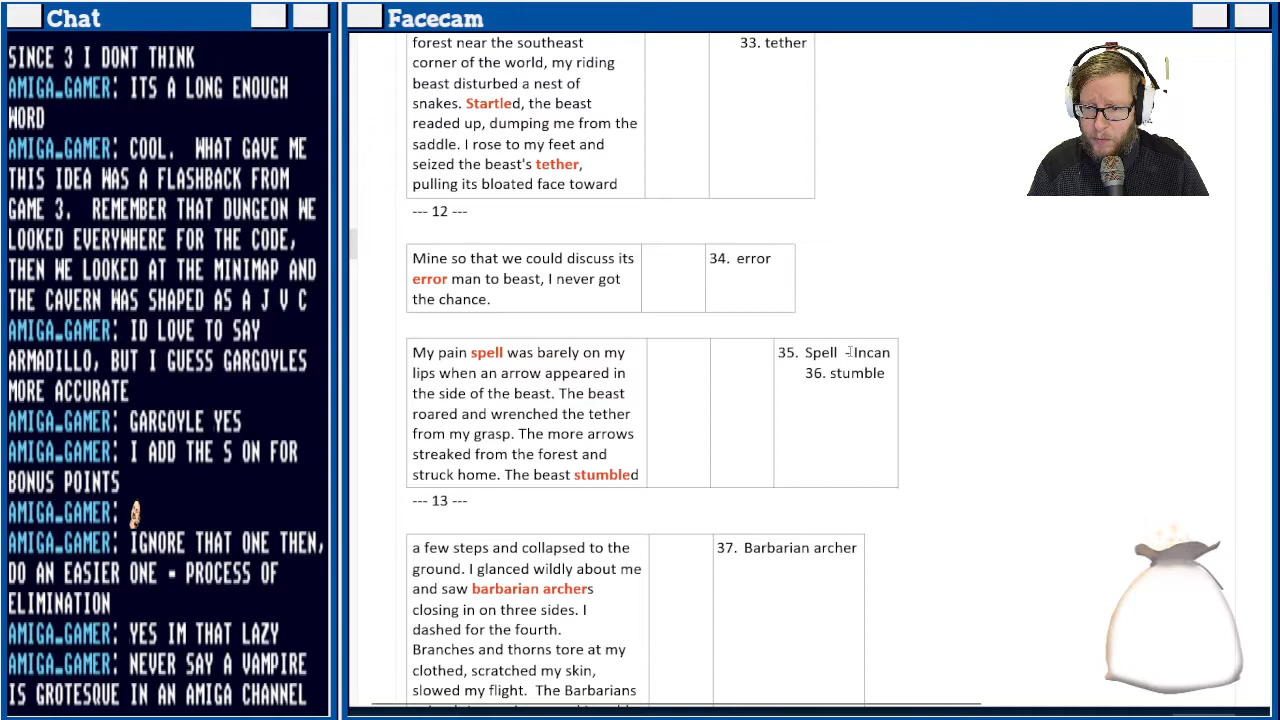 Chat
SINCE 3 I DONT THINK
AMIGA_GAMER: ITS A LONG ENOUGH
WORD
AMIGA_GAMER: COOL. WHAT GAVE ME
THIS IDEA WAS A FLASHBACK FROM
GAME 3. REMEMBER THAT DUNGEON WE
LOOKED EVERYWHERE FOR THE CODE,
THEN WE LOOKED AT THE MINIMAP AND
THE CAVERN WAS SHAPED AS A J V C
AMIGA_GAMER: ID LOVE TO SAY
ARMADILLO, BUT I GUESS GARGOYLES
MORE ACCURATE
AMIGA_GAMER: GARGOYLE YES
AMIGA_GAMER: I ADD THE S ON FOR
BONUS POINTS
AMIGA_GAMER:
AMIGA_GAMER: IGNORE THAT ONE THEN,
DO AN EASIER ONE - PROCESS OF
ELIMINATION
AMIGA_GAMER: YES IM THAT LAZY
AMIGA_GAMER: NEVER SAY A VAMPIRE
IS GROTESQUE IN AN AMIGA CHANNEL
Facecam
forest near the southeast
corner of the world, my riding
beast disturbed a nest of
snakes. Startled, the beast
readed up, dumping me from the
saddle. I rose to my feet and
seized the beast's tether,
pulling its bloated face toward
33. tether
--- 12 ---
Mine so that we could discuss its
error man to beast, I never got
the chance.
34. error
My pain spell was barely on my
lips when an arrow appeared in
the side of the beast. The beast
roared and wrenched the tether
from my grasp. The more arrows
streaked from the forest and
struck home. The beast stumbled
35. Spell - Incan
36. stumble
--- 13 ---
a few steps and collapsed to the
ground. I glanced wildly about me
and saw barbarian archers
closing in on three sides. I
dashed for the fourth.
Branches and thorns tore at my
clothed, scratched my skin,
slowed my flight. The Barbarians
37. Barbarian archer